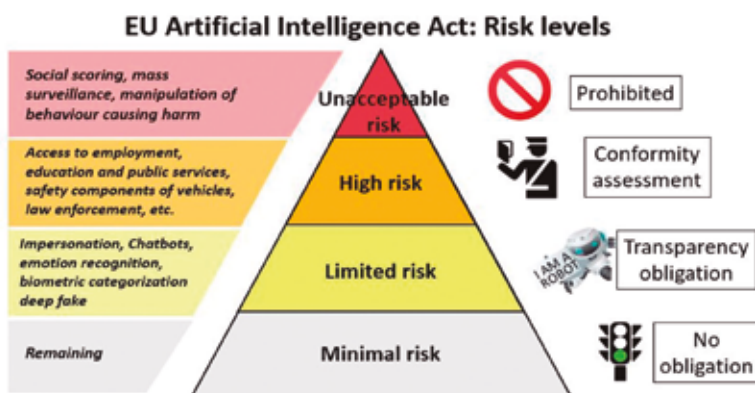 EU Artificial Intelligence Act: Risk levels
Social scoring, mass
surveillance, manipulation of
behaviour causing harm
Unacceptable
risk
Prohibited
Access to employment,
education and public services,
safety components of vehicles,
law enforcement, etc.
High risk
Conformity
assessment
Impersonation, Chatbots,
emotion recognition,
biometric categorization
deep fake
Limited risk
I AM A
ROBOT
Transparency
obligation
Remaining
Minimal risk
No
obligation